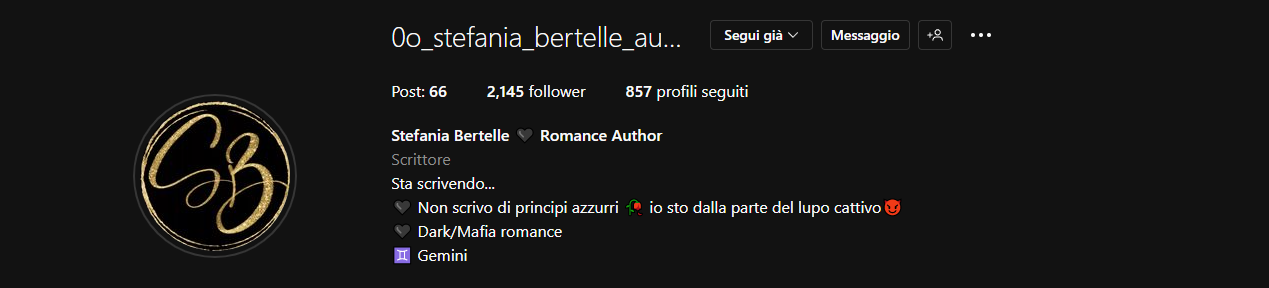 0o_stefania_bertelle_au... Segui già Messaggio
Post: 66 2,145 follower 857 profili seguiti
SB
Stefania Bertelle 🖤 Romance Author
Scrittore
Sta scrivendo...
🖤 Non scrivo di principi azzurri 🥀 io sto dalla parte del lupo cattivo😈
🖤 Dark/Mafia romance
♊ Gemini